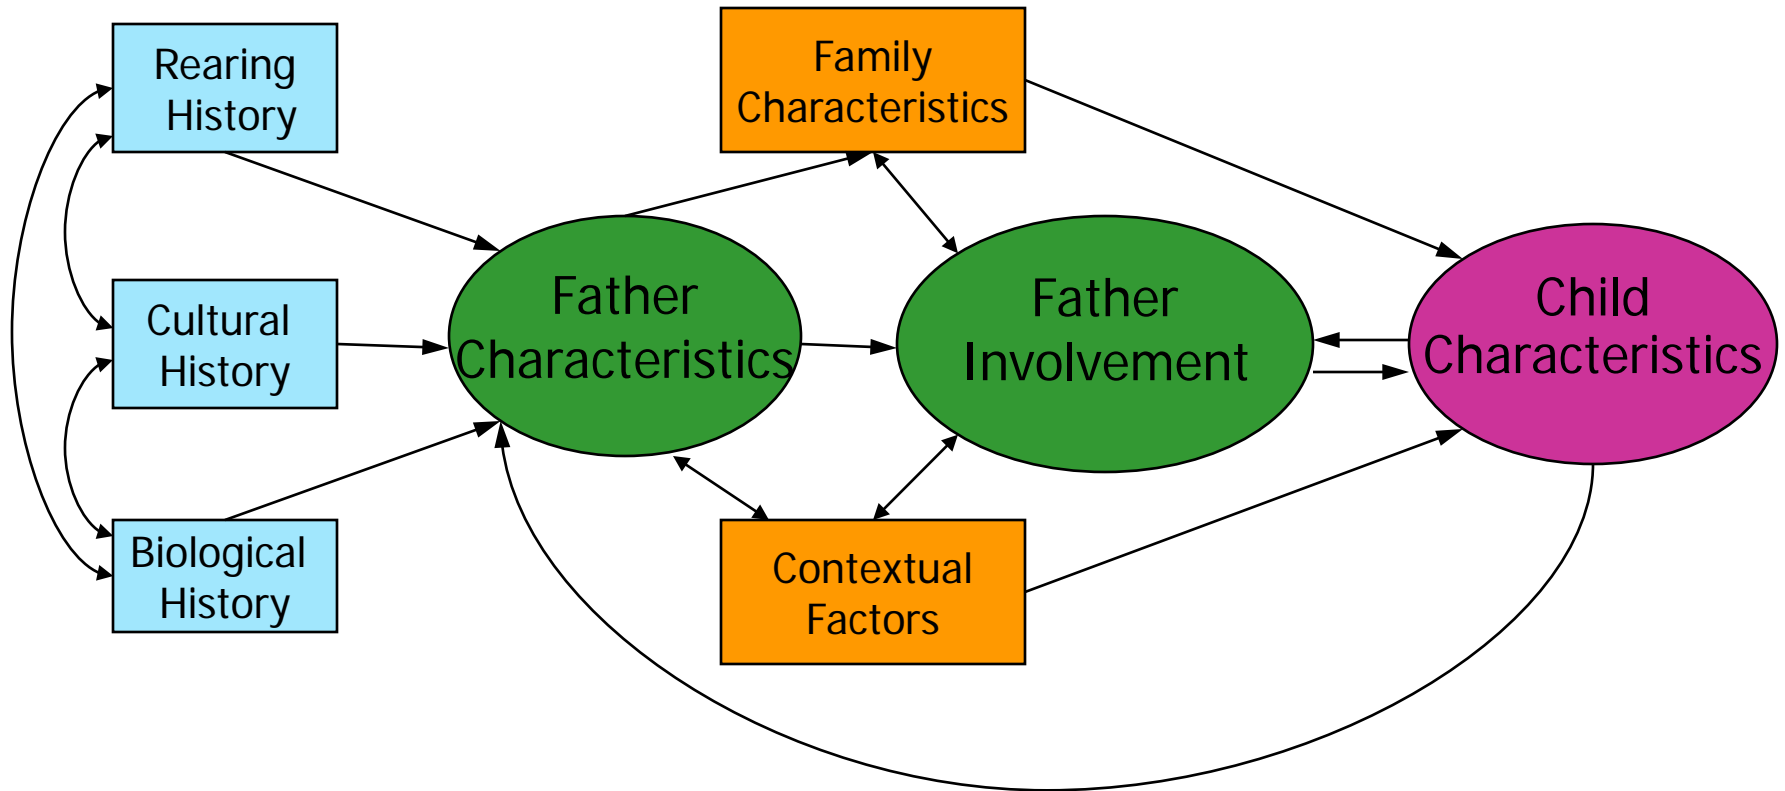 Rearing
History
Family
Characteristics
Cultural
History
Father
Characteristics
Father
Involvement
Child
Characteristics
Biological
History
Contextual
Factors